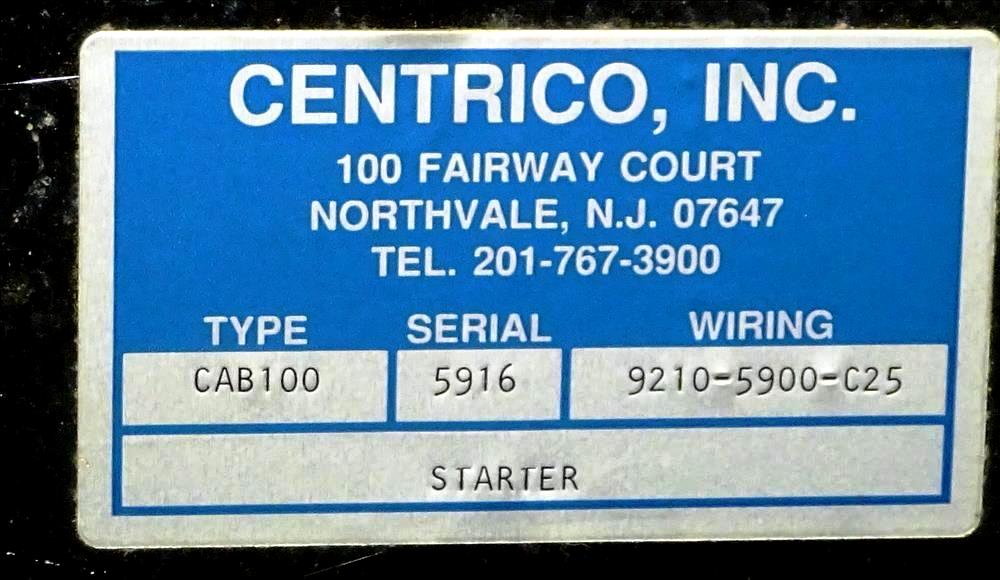 CENTRICO, INC.
100 FAIRWAY COURT
NORTHVALE, N.J. 07647
TEL. 201-767-3900
TYPE SERIAL WIRING
CAB100 5916 9210-5900-C25
STARTER